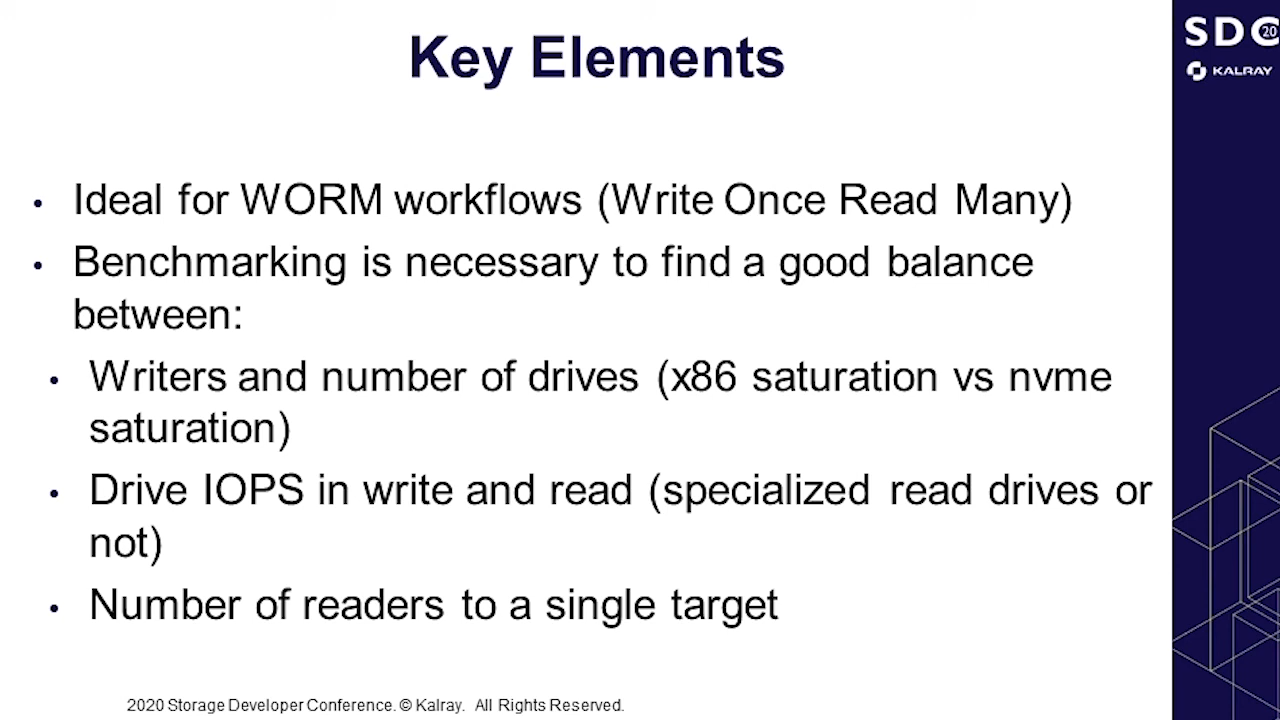 Key Elements
SDC 20
KALRAY
• Ideal for WORM workflows (Write Once Read Many)
• Benchmarking is necessary to find a good balance
between:
• Writers and number of drives (x86 saturation vs nvme
saturation)
• Drive IOPS in write and read (specialized read drives or
not)
• Number of readers to a single target
2020 Storage Developer Conference. © Kalray. All Rights Reserved.